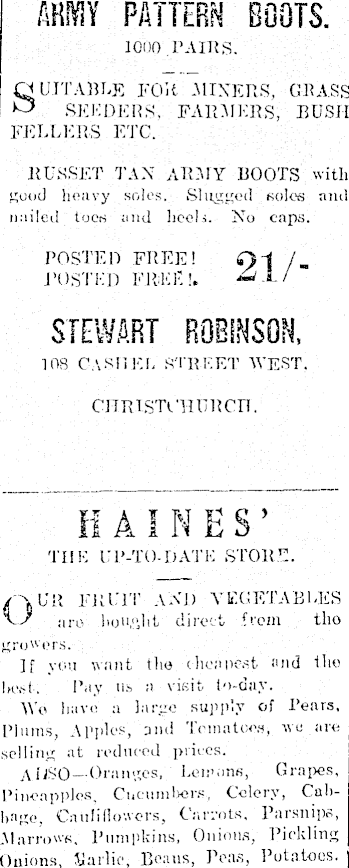 ARMY PATTERN BOOTS.
1000 PAIRS.
SUITABLE FOR MINERS, GRASS
SEEDERS, FARMERS, BUSH
FELLERS ETC.
RUSSET TAN ARMY BOOTS with
good heavy soles. Slugged soles and
nailed toes and heels. No caps.
POSTED FREE!
POSTED FREE!.
21/-
STEWART ROBINSON,
108 CASHEL STREET WEST.
CHRISTCHURCH.
HAINES'
THE UP-TO-DATE STORE.
OUR FRUIT AND VEGETABLES
are bought direct from the
growers.
If you want the cheapest and the
best. Pay us a visit to-day.
We have a large supply of Pears,
Plums, Apples, and Tomatoes, we are
selling at reduced prices.
ALSO—Oranges, Lemons, Grapes,
Pineapples, Cucumbers, Celery, Cab-
bage, Cauliflowers, Carrots, Parsnips,
Marrows, Pumpkins, Onions, Pickling
Onions, Garlic, Beans, Peas, Potatoes.